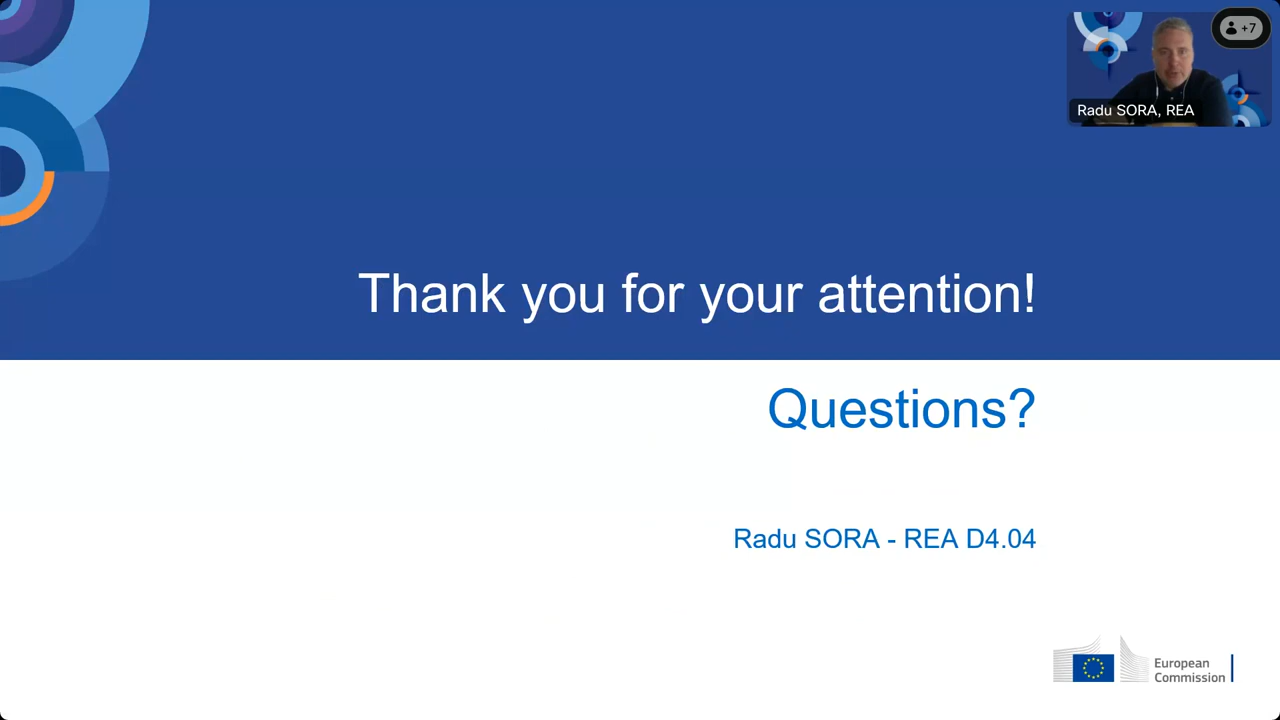 +7
Radu SORA, REA
Thank you for your attention!
Questions?
Radu SORA - REA D4.04
European
Commission